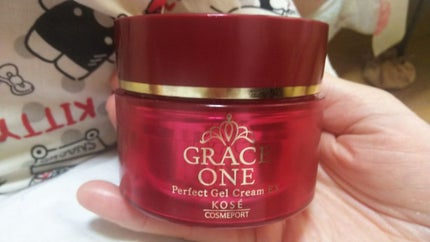 GRACE
ONE
Perfect Gel Cream EX
KOSÉ
COSMEPORT
KITTY